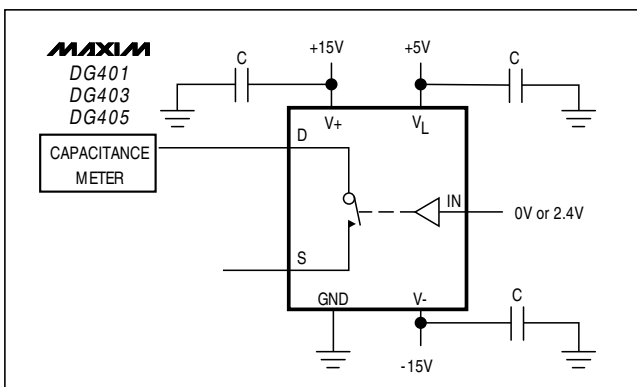 MAXIM
DG401
DG403
DG405
CAPACITANCE
METER
C
+15V
+5V
C
V+
VL
D
IN
0V or 2.4V
S
GND
V-
C
-15V